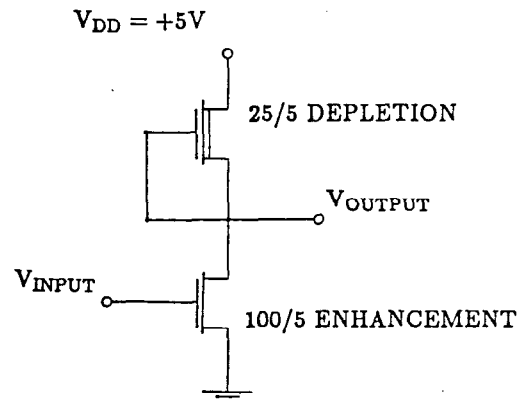 V_DD = +5V
25/5 DEPLETION
V_OUTPUT
V_INPUT
100/5 ENHANCEMENT